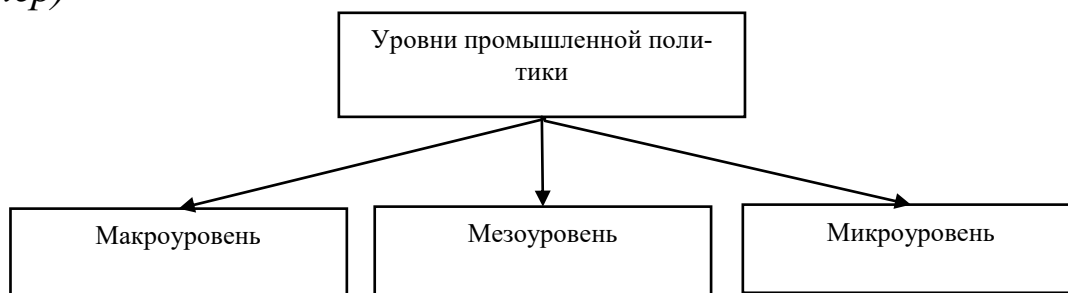 Уровни промышленной поли-
тики
Макроуровень
Мезоуровень
Микроуровень